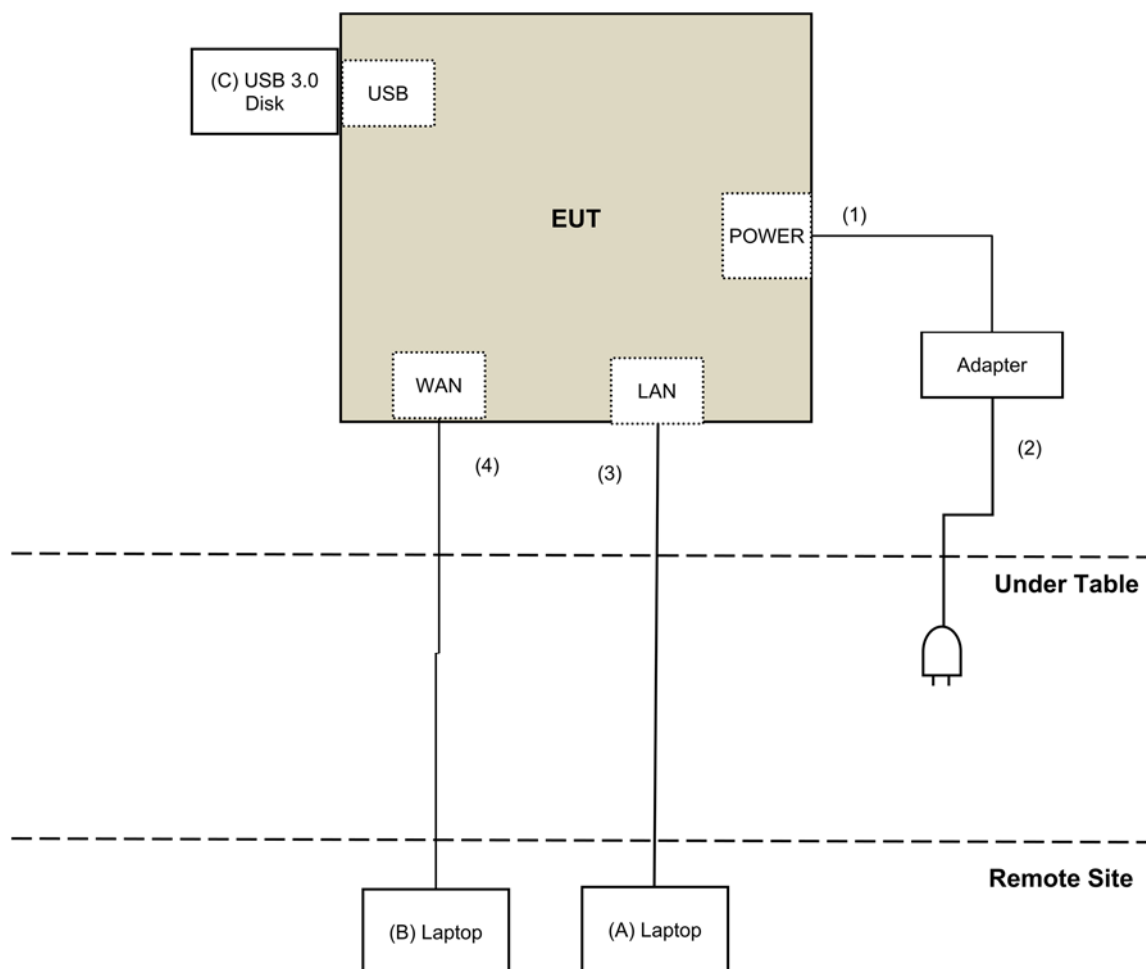 (C) USB 3.0
Disk
USB
EUT
POWER
(1)
Adapter
WAN
LAN
(2)
(4)
(3)
Under Table
Remote Site
(B) Laptop
(A) Laptop